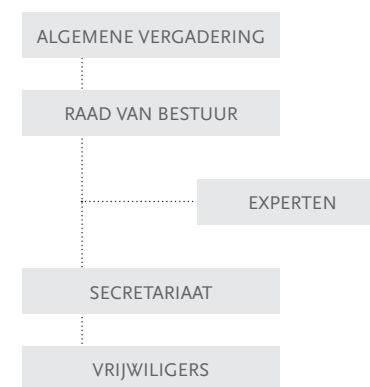 ALGEMENE VERGADERING
RAAD VAN BESTUUR
EXPERTEN
SECRETARIAAT
VRIJWILIGERS